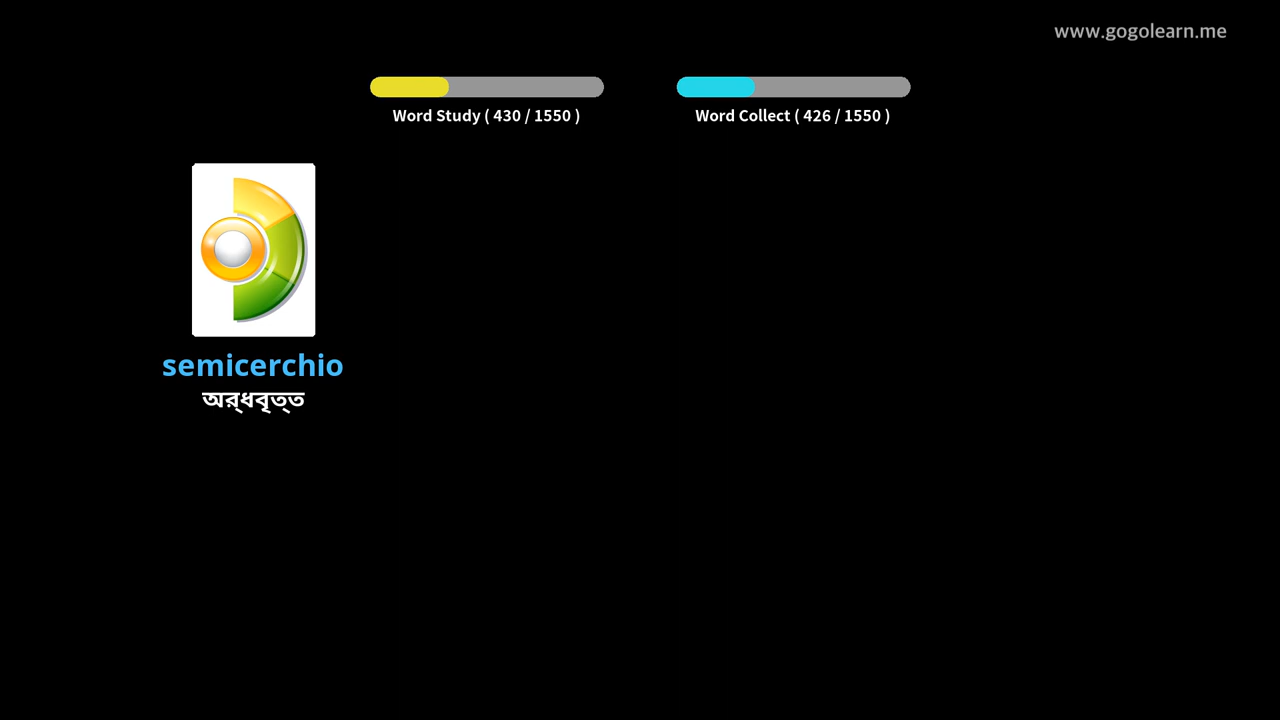 www.gogolearn.me
Word Study ( 430 / 1550 )
Word Collect ( 426 / 1550 )
semicerchio
অর্ধবৃত্ত